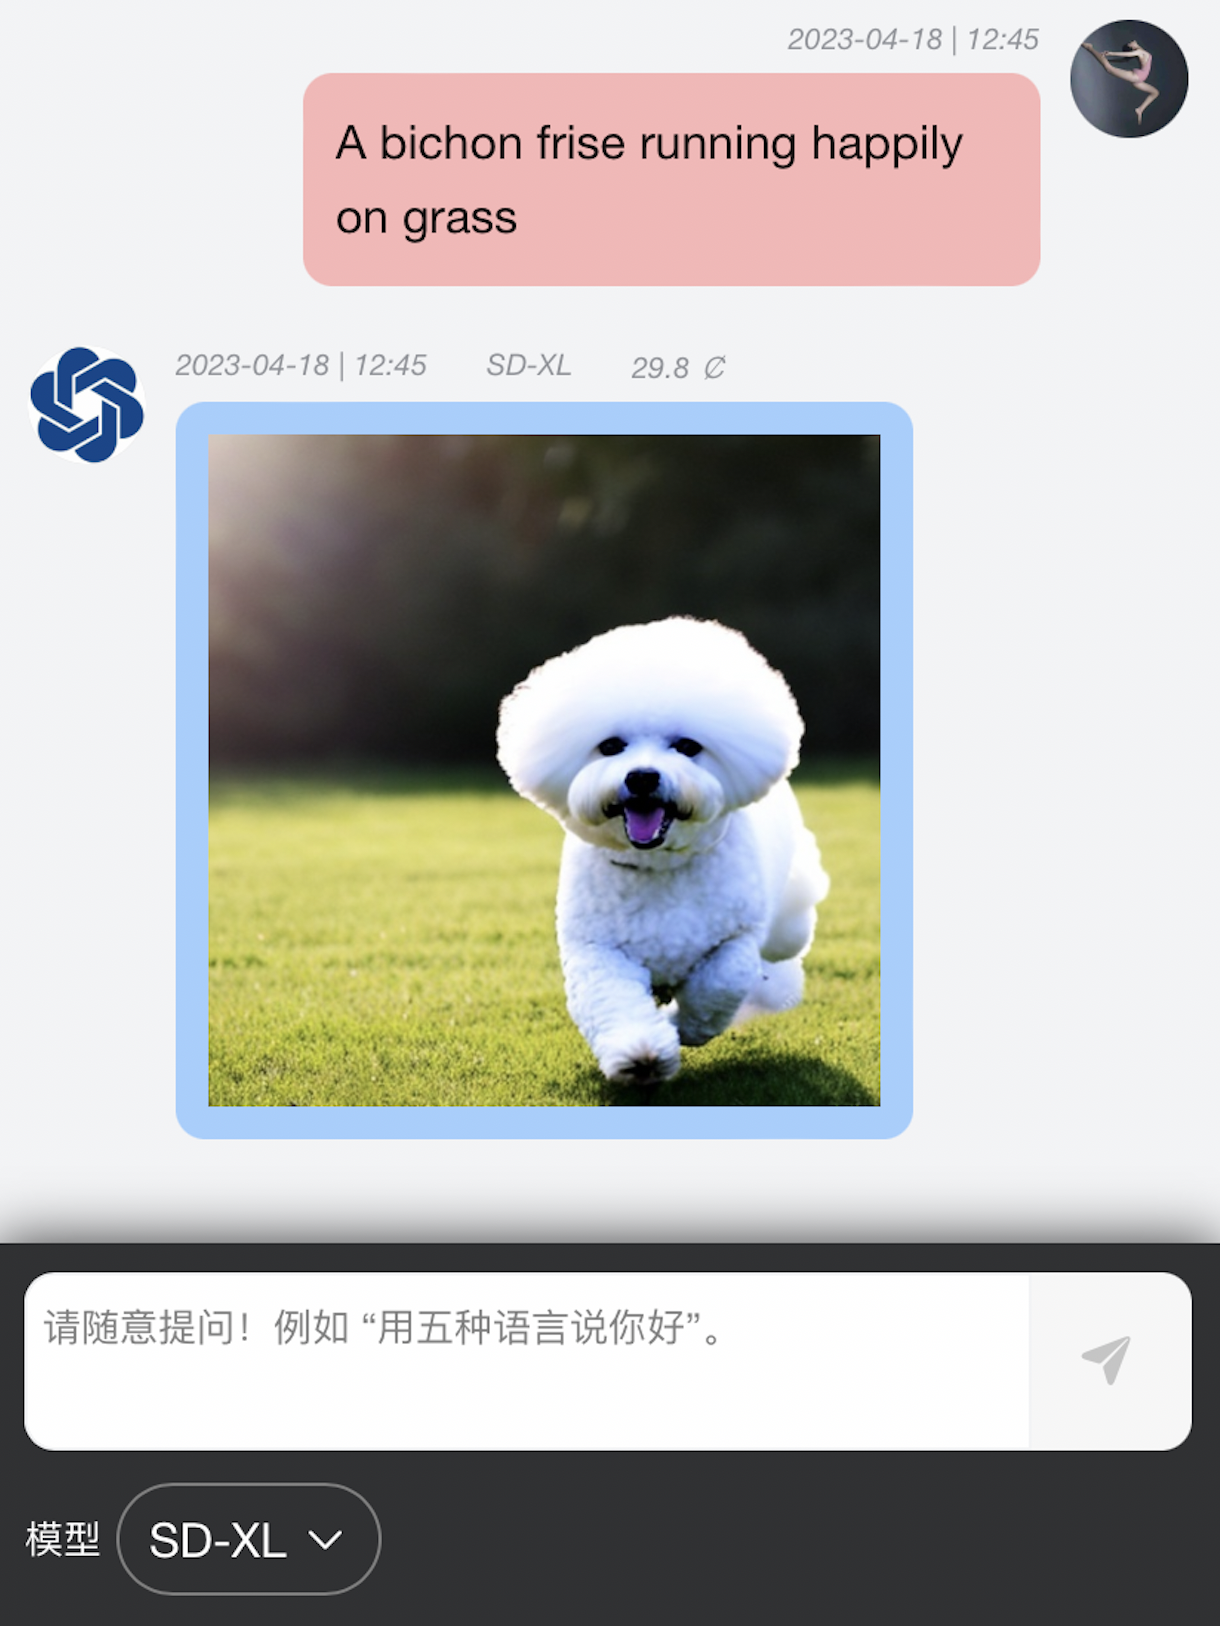 2023-04-18 | 12:45
A bichon frise running happily
on grass
2023-04-18 | 12:45 SD-XL 29.8 ₡
请随意提问！例如 “用五种语言说你好”。
模型 SD-XL